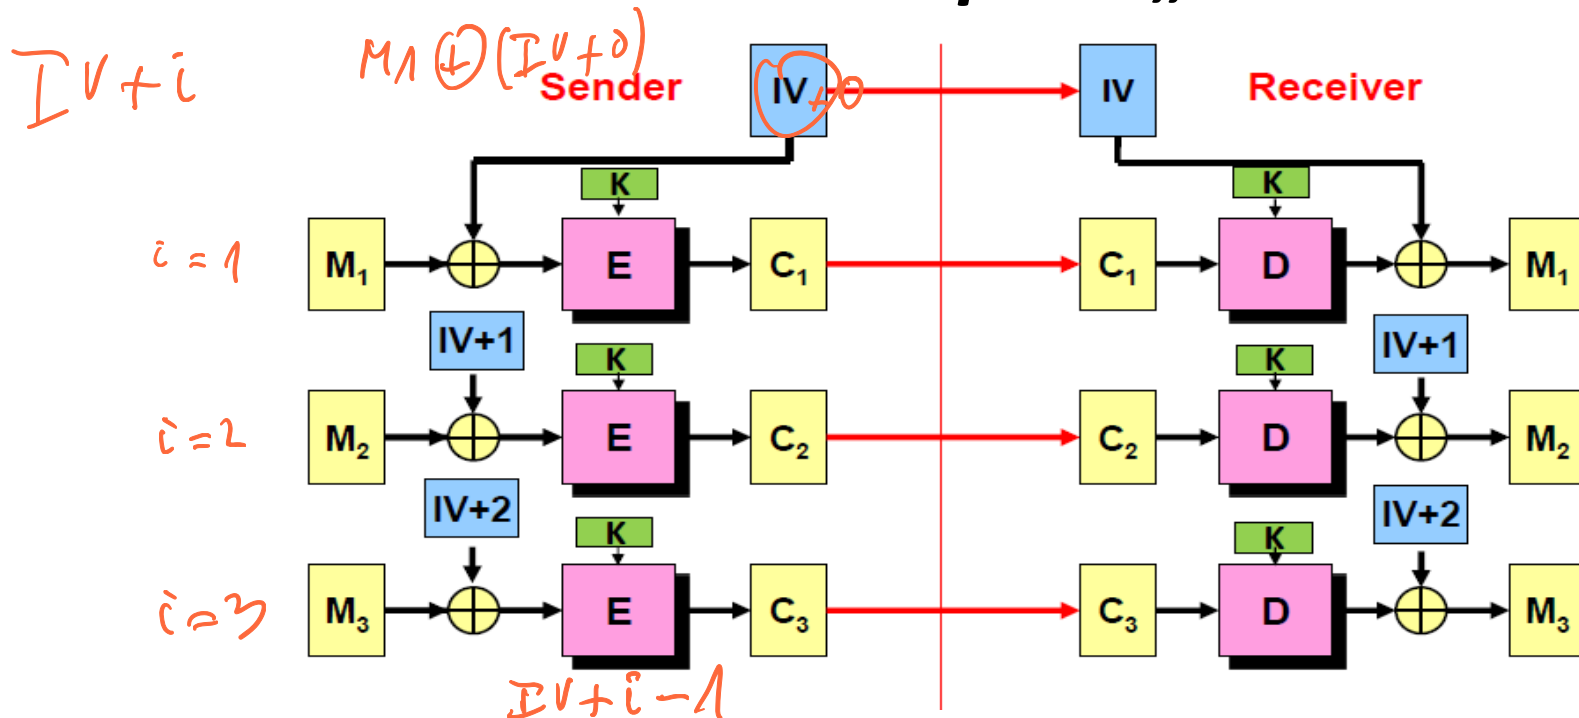 IV+i
M1 ⊕ (IV+0)
Sender
IV
+0
IV
Receiver
K
K
i = 1
M₁
E
C₁
C₁
D
M₁
IV+1
IV+1
K
K
i = 2
M₂
E
C₂
C₂
D
M₂
IV+2
IV+2
K
K
i = 3
M₃
E
C₃
C₃
D
M₃
IV+i-1